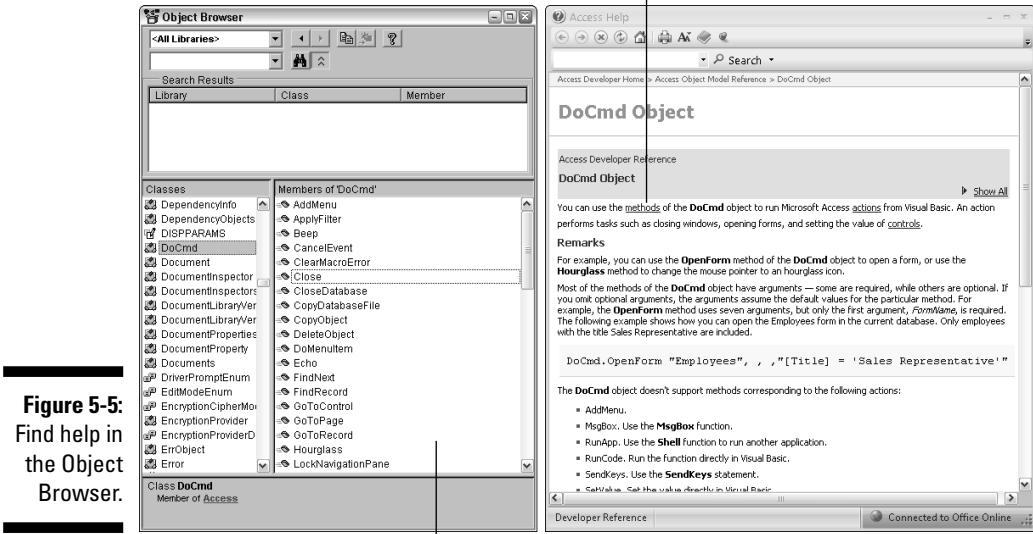 Object Browser
<All Libraries>
Search Results
Library Class Member
Classes
DependencyInfo
DependencyObjects
DISPPARAMS
DoCmd
Document
DocumentInspector
DocumentInspectors
DocumentLibraryVer
DocumentLibraryVer
DocumentProperties
DocumentProperty
Documents
DriverPromptEnum
EditModeEnum
EncryptionCipherMo
EncryptionProvider
EncryptionProviderD
ErrObject
Error
Members of 'DoCmd'
AddMenu
ApplyFilter
Beep
CancelEvent
ClearMacroError
Close
CloseDatabase
CopyDatabaseFile
CopyObject
DeleteObject
DoMenuItem
Echo
FindNext
FindRecord
GoToControl
GoToPage
GoToRecord
Hourglass
LockNavigationPane
Class DoCmd
Member of Access
Access Help
Search
Access Developer Home > Access Object Model Reference > DoCmd Object
DoCmd Object
Access Developer Reference
DoCmd Object
Show All
You can use the methods of the DoCmd object to run Microsoft Access actions from Visual Basic. An action
performs tasks such as closing windows, opening forms, and setting the value of controls.
Remarks
For example, you can use the OpenForm method of the DoCmd object to open a form, or use the
Hourglass method to change the mouse pointer to an hourglass icon.
Most of the methods of the DoCmd object have arguments — some are required, while others are optional. If
you omit optional arguments, the arguments assume the default values for the particular method. For
example, the OpenForm method uses seven arguments, but only the first argument, FormName, is required.
The following example shows how you can open the Employees form in the current database. Only employees
with the title Sales Representative are included.
DoCmd.OpenForm "Employees", , ,"[Title] = 'Sales Representative'"
The DoCmd object doesn't support methods corresponding to the following actions:
AddMenu.
MsgBox. Use the MsgBox function.
RunApp. Use the Shell function to run another application.
RunCode. Run the function directly in Visual Basic.
SendKeys. Use the SendKeys statement.
SetValue. Set the value directly in Visual Basic.
Developer Reference
Connected to Office Online
Figure 5-5:
Find help in
the Object
Browser.